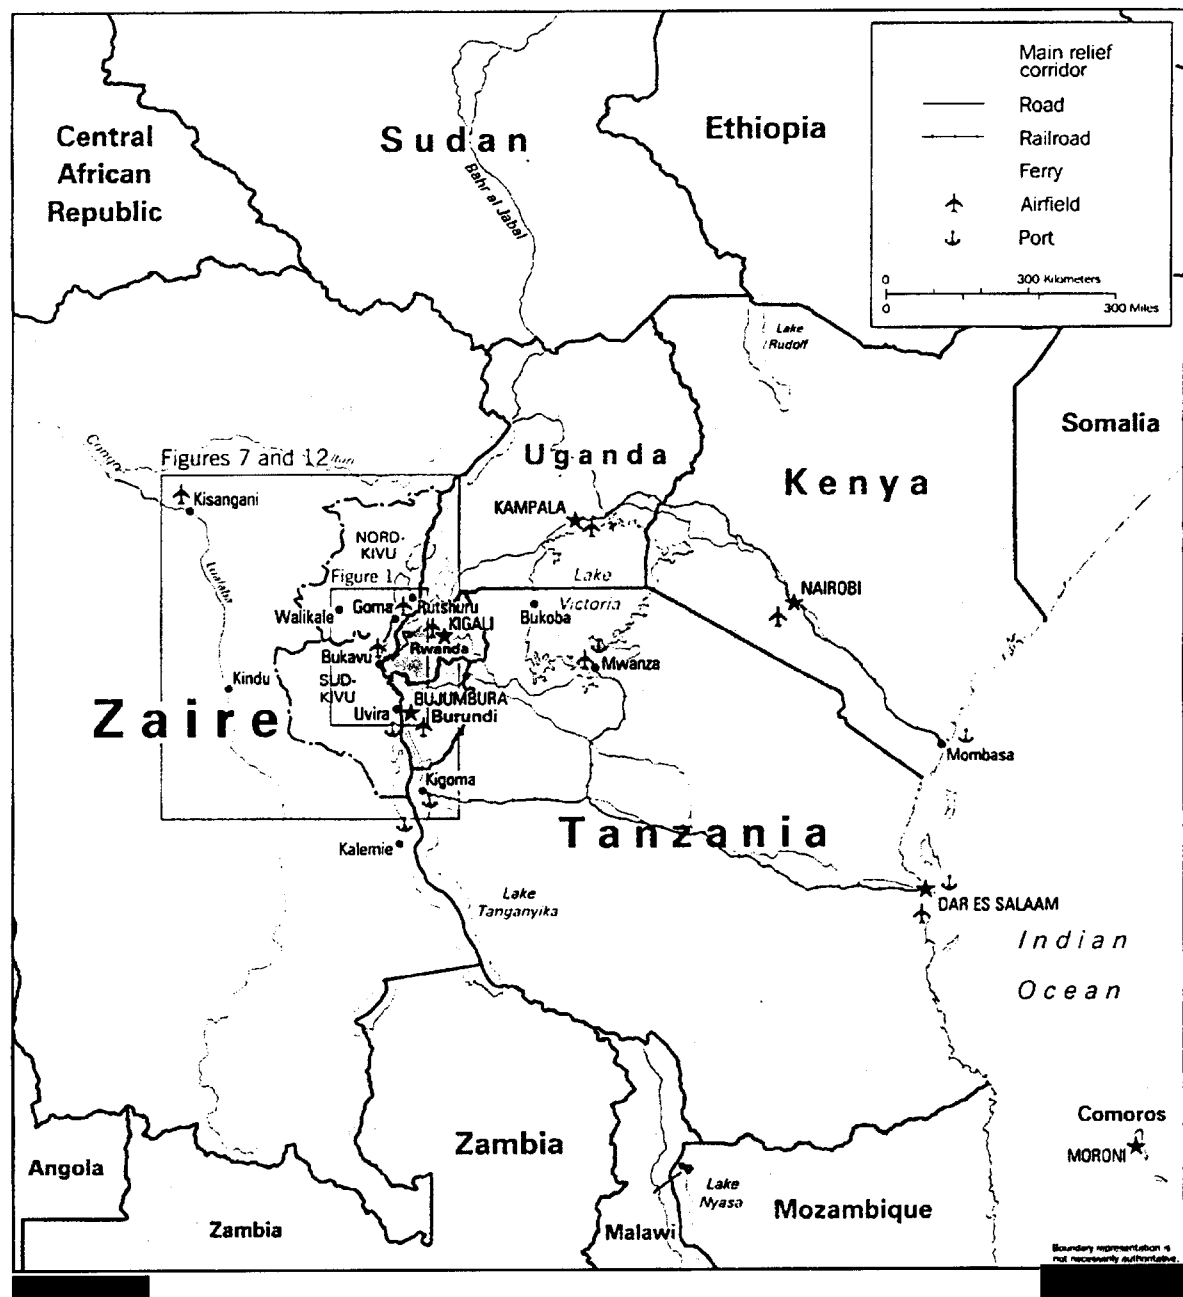 Main relief
corridor
Road
Railroad
Ferry
Airfield
Port
0
300 Kilometers
0
300 Miles
Central
African
Republic
Sudan
Ethiopia
Bahr al Jabal
Lake
Rudolf
Somalia
Uganda
Kenya
Congo
Figures 7 and 12
Kisangani
KAMPALA
NORD-
KIVU
Lualaba
Figure 1
Lake
Victoria
NAIROBI
Walikale
Goma
Rutshuru
KIGALI
Rwanda
Bukoba
Bukavu
Mwanza
Kindu
SUD-
KIVU
Zaire
Uvira
BUJUMBURA
Burundi
Mombasa
Kigoma
Tanzania
Kalemie
Lake
Tanganyika
DAR ES SALAAM
Indian
Ocean
Comoros
MORONI
Angola
Zambia
Zambia
Malawi
Lake
Nyasa
Mozambique
Boundary representation is
not necessarily authoritative.